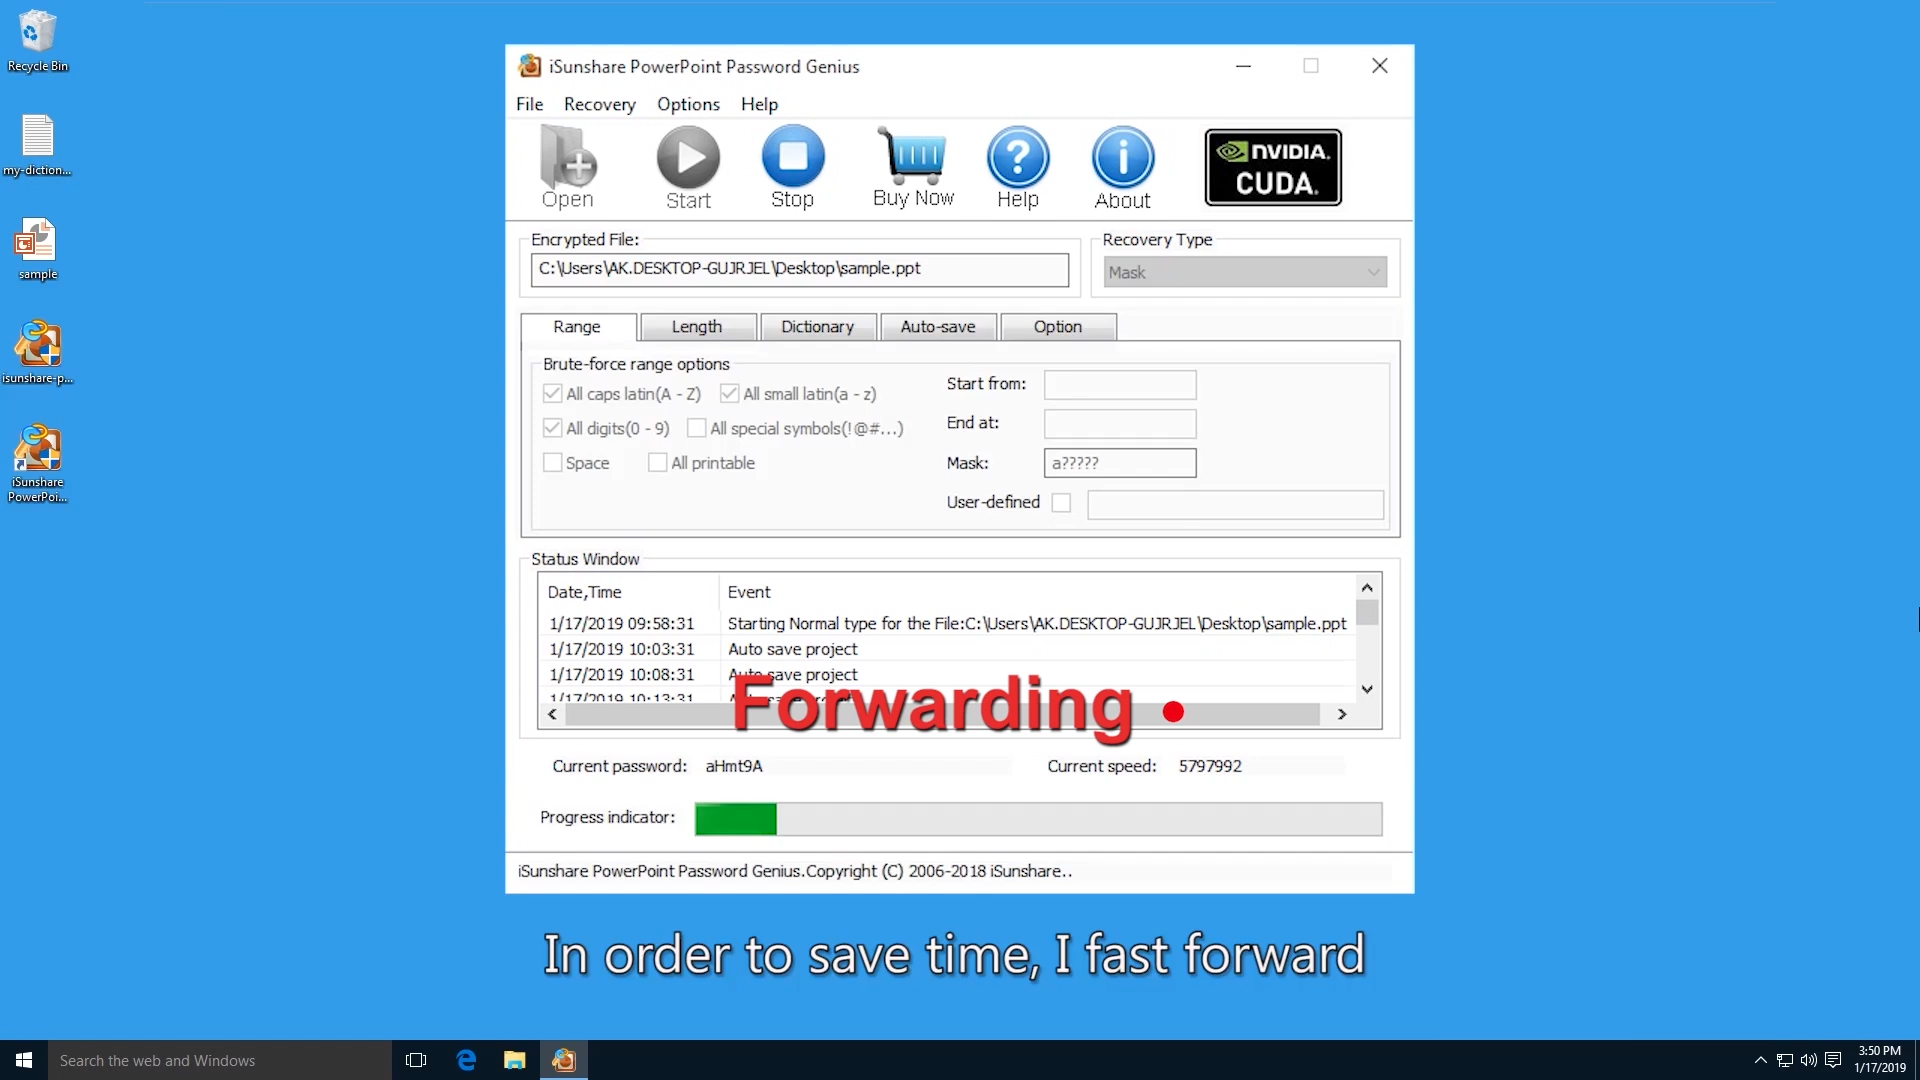 Recycle Bin
my-diction...
sample
isunshare-p...
iSunshare
PowerPoi...
iSunshare PowerPoint Password Genius
File Recovery Options Help
Open Start Stop Buy Now Help About
NVIDIA.
CUDA.
Encrypted File:
C:\Users\AK.DESKTOP-GUJRJEL\Desktop\sample.ppt
Recovery Type
Mask
Range Length Dictionary Auto-save Option
Brute-force range options
All caps latin(A - Z) All small latin(a - z)
All digits(0 - 9) All special symbols(!@#...)
Space All printable
Start from:
End at:
Mask: a?????
User-defined
Status Window
Date,Time Event
1/17/2019 09:58:31 Starting Normal type for the File:C:\Users\AK.DESKTOP-GUJRJEL\Desktop\sample.ppt
1/17/2019 10:03:31 Auto save project
1/17/2019 10:08:31 Auto save project
1/17/2019 10:13:31
Forwarding
Current password: aHmt9A Current speed: 5797992
Progress indicator:
iSunshare PowerPoint Password Genius.Copyright (C) 2006-2018 iSunshare..
In order to save time, I fast forward
Search the web and Windows
3:50 PM
1/17/2019